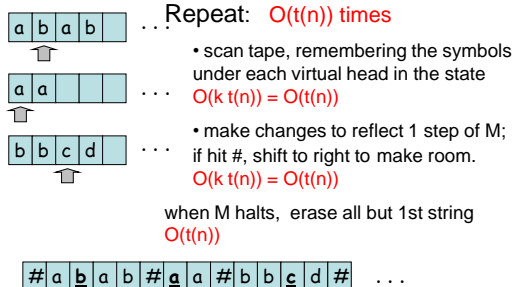 Repeat: O(t(n)) times
a b a b . . .
• scan tape, remembering the symbols
under each virtual head in the state
O(k t(n)) = O(t(n))
a a . . .
• make changes to reflect 1 step of M;
if hit #, shift to right to make room.
O(k t(n)) = O(t(n))
b b c d . . .
when M halts, erase all but 1st string
O(t(n))
# a b a b # a a # b b c d # . . .